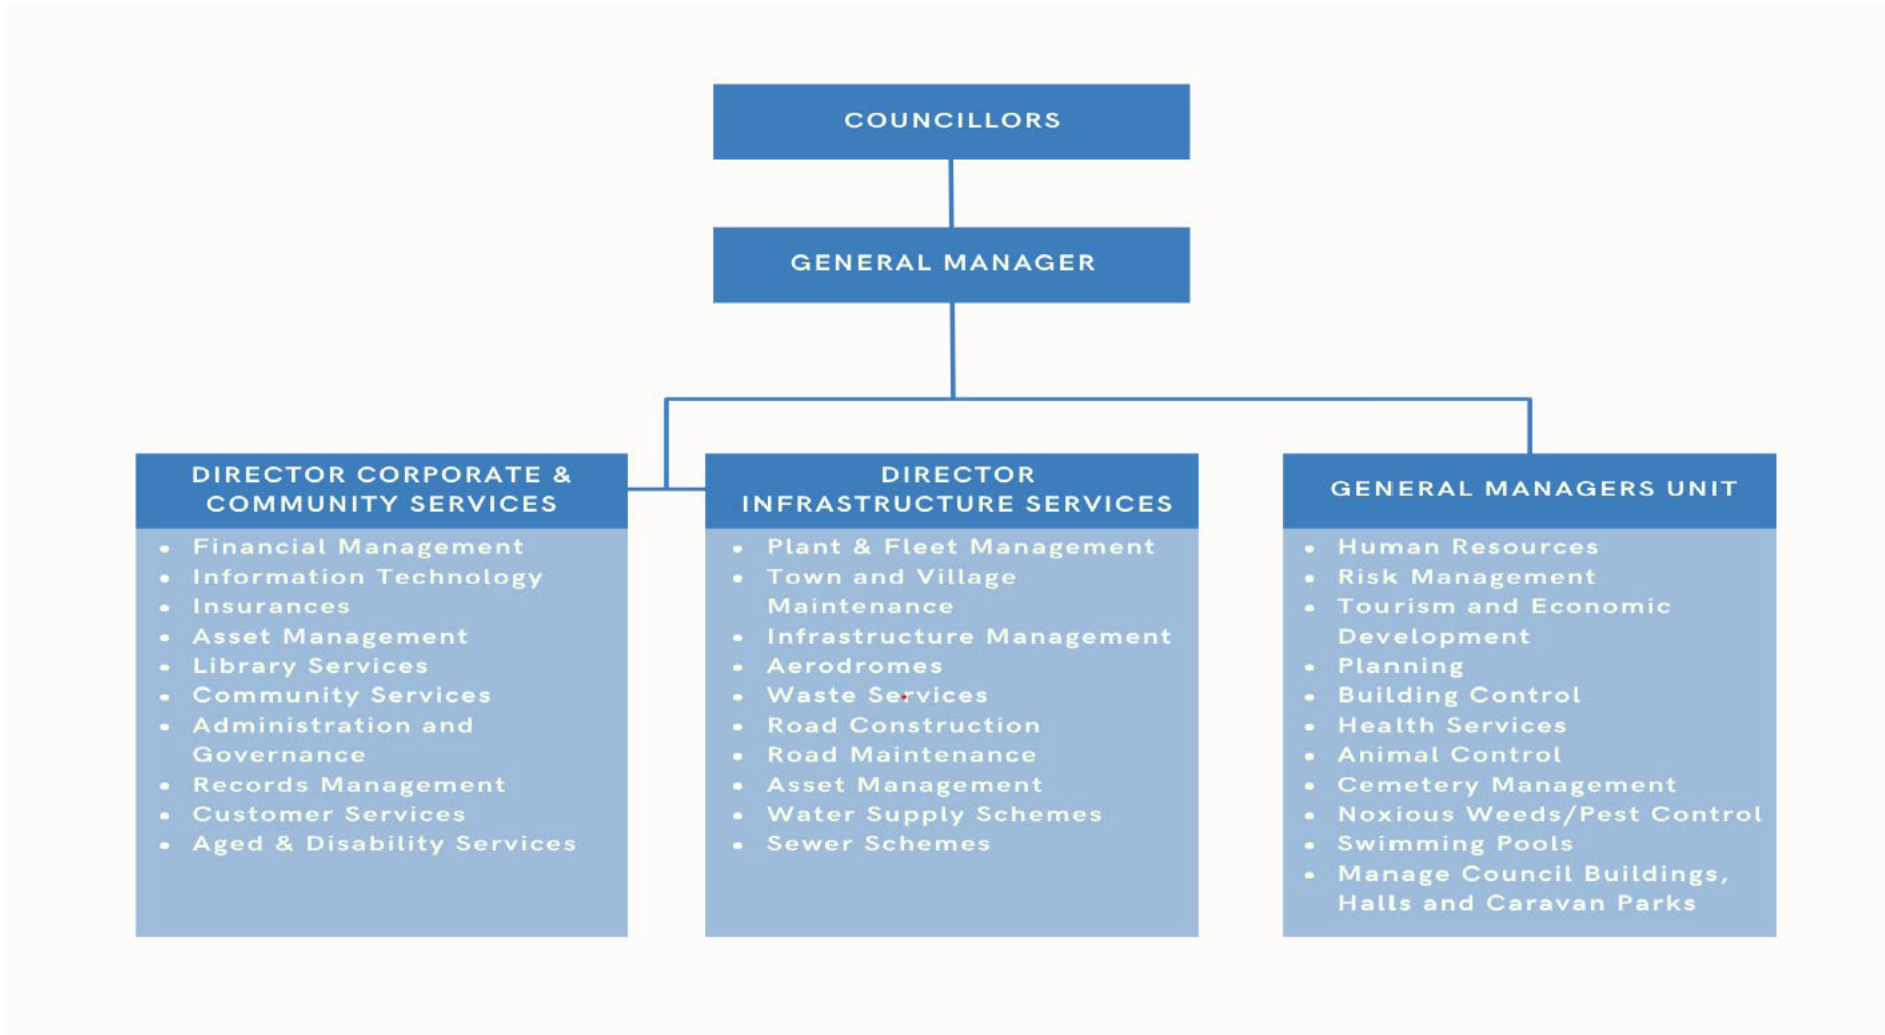 COUNCILLORS
GENERAL MANAGER
DIRECTOR CORPORATE &
COMMUNITY SERVICES
• Financial Management
• Information Technology
• Insurances
• Asset Management
• Library Services
• Community Services
• Administration and
Governance
• Records Management
• Customer Services
• Aged & Disability Services
DIRECTOR
INFRASTRUCTURE SERVICES
• Plant & Fleet Management
• Town and Village
Maintenance
• Infrastructure Management
• Aerodromes
• Waste Services
• Road Construction
• Road Maintenance
• Asset Management
• Water Supply Schemes
• Sewer Schemes
GENERAL MANAGERS UNIT
• Human Resources
• Risk Management
• Tourism and Economic
Development
• Planning
• Building Control
• Health Services
• Animal Control
• Cemetery Management
• Noxious Weeds/Pest Control
• Swimming Pools
• Manage Council Buildings,
Halls and Caravan Parks